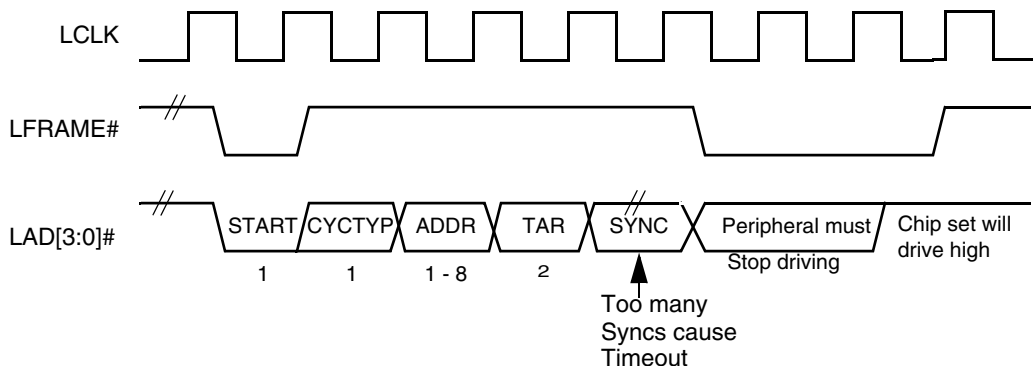 LCLK
LFRAME#
LAD[3:0]#
START
CYCTYP
ADDR
TAR
SYNC
Peripheral must
Stop driving
Chip set will
drive high
1
1
1 - 8
2
Too many
Syncs cause
Timeout